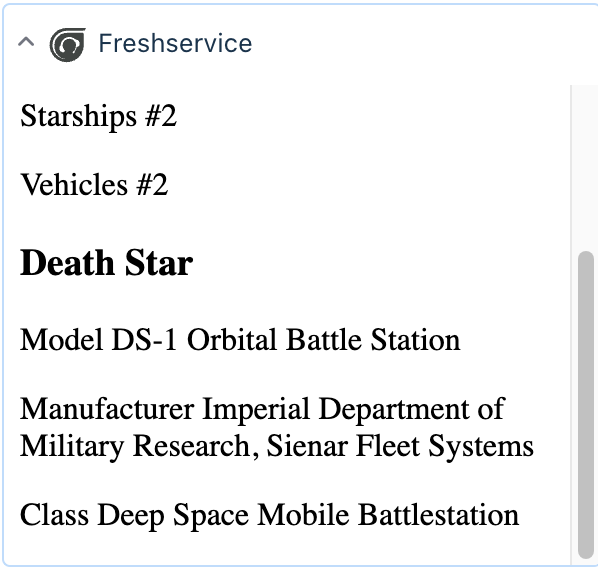 Freshservice
Starships #2
Vehicles #2
Death Star
Model DS-1 Orbital Battle Station
Manufacturer Imperial Department of
Military Research, Sienar Fleet Systems
Class Deep Space Mobile Battlestation